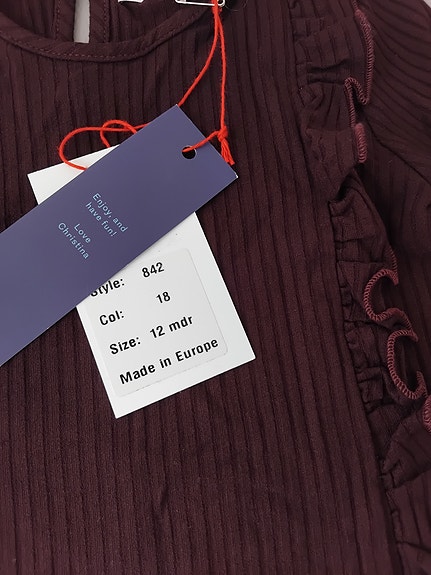 Enjoy, and
have fun!
Love
Christina
Style: 842
Col: 18
Size: 12 mdr
Made in Europe